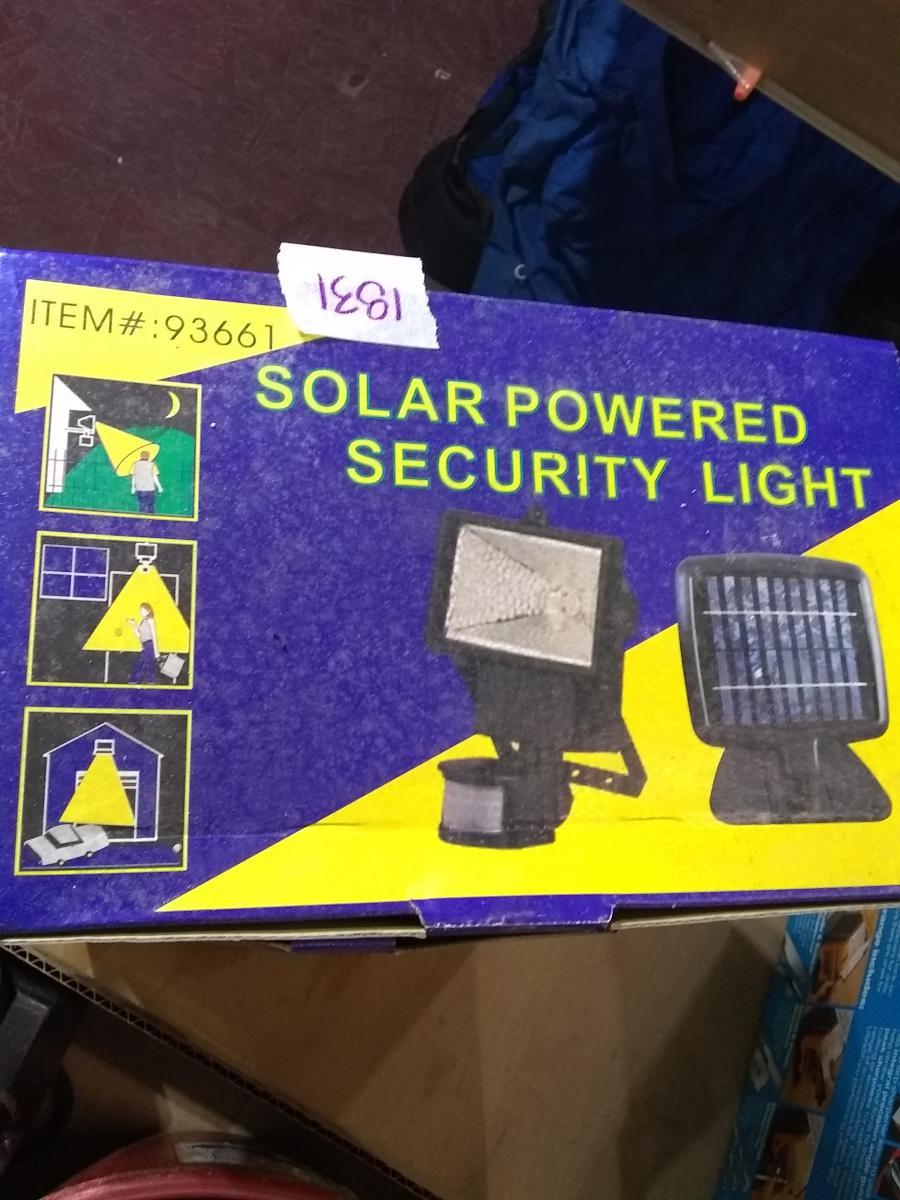 1831
ITEM#:93661
SOLAR POWERED
SECURITY LIGHT